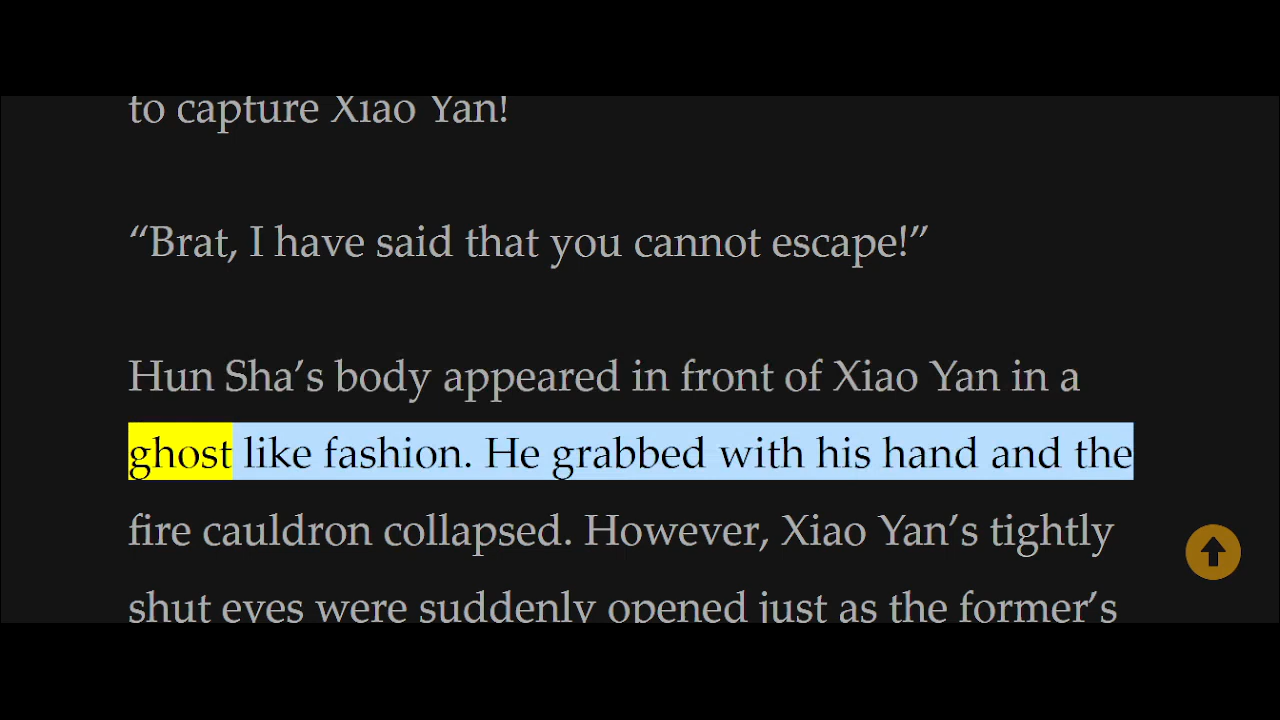 to capture Xiao Yan!
“Brat, I have said that you cannot escape!”
Hun Sha’s body appeared in front of Xiao Yan in a
ghost like fashion. He grabbed with his hand and the
fire cauldron collapsed. However, Xiao Yan’s tightly
shut eyes were suddenly opened just as the former’s